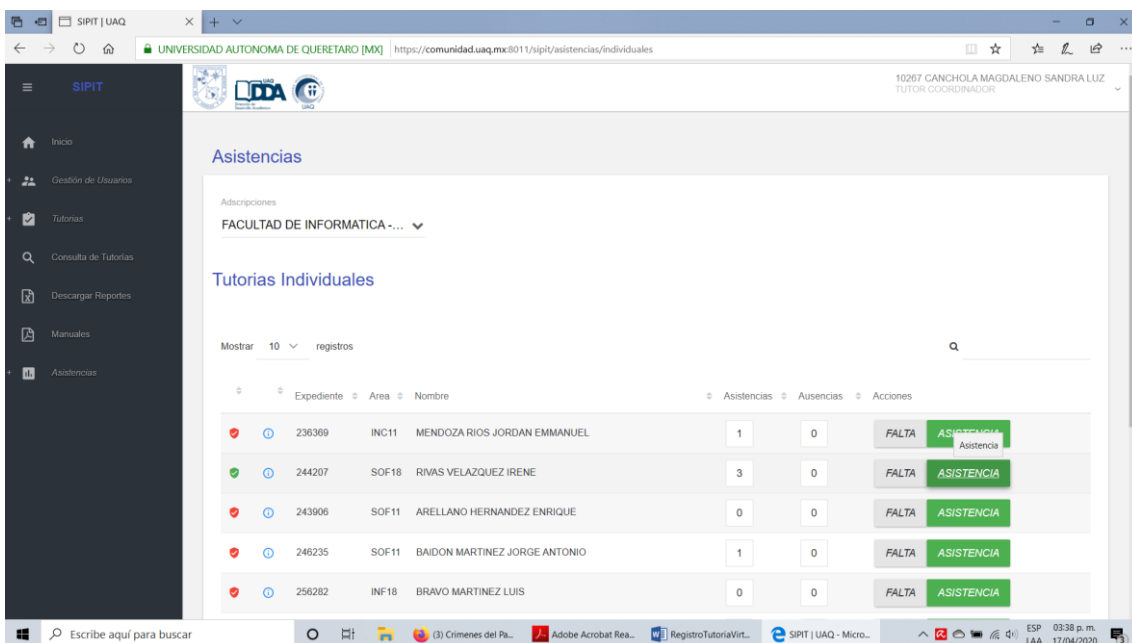 SIPIT | UAQ
UNIVERSIDAD AUTONOMA DE QUERETARO [MX] https://comunidad.uaq.mx:8011/sipit/asistencias/individuales
SIPIT
UAQ
DDA
UAQ
10267 CANCHOLA MAGDALENO SANDRA LUZ
TUTOR COORDINADOR
Inicio
Gestión de Usuarios
Tutorias
Consulta de Tutorías
Descargar Reportes
Manuales
Asistencias
Asistencias
Adscripciones
FACULTAD DE INFORMATICA -...
Tutorias Individuales
Mostrar 10 registros
Expediente Area Nombre Asistencias Ausencias Acciones
236369 INC11 MENDOZA RIOS JORDAN EMMANUEL 1 0 FALTA ASISTENCIA
Asistencia
244207 SOF18 RIVAS VELAZQUEZ IRENE 3 0 FALTA ASISTENCIA
243906 SOF11 ARELLANO HERNANDEZ ENRIQUE 0 0 FALTA ASISTENCIA
246235 SOF11 BAIDON MARTINEZ JORGE ANTONIO 1 0 FALTA ASISTENCIA
256282 INF18 BRAVO MARTINEZ LUIS 0 0 FALTA ASISTENCIA
Escribe aquí para buscar
(3) Crimenes del Pa...
Adobe Acrobat Rea...
RegistroTutoriaVirt...
SIPIT | UAQ - Micro...
ESP 03:38 p. m.
LAA 17/04/2020